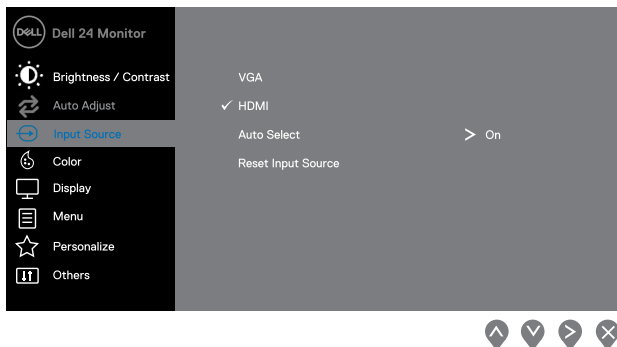 DELL Dell 24 Monitor
Brightness / Contrast
Auto Adjust
Input Source
Color
Display
Menu
Personalize
Others
VGA
HDMI
Auto Select > On
Reset Input Source